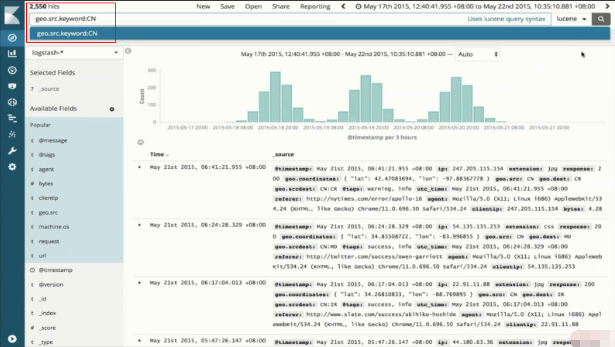 2,550 hits
New Save Open Share Reporting May 17th 2015, 12:40:41.955 +08:00 to May 22nd 2015, 10:35:10.881 +08:00
geo.src.keyword:CN
Uses lucene query syntax lucene
geo.src.keyword:CN
logstash-*
May 17th 2015, 12:40:41.955 +08:00 - May 22nd 2015, 10:35:10.881 +08:00 — Auto
Selected Fields
? _source
Available Fields
Popular
t @message
t @tags
t agent
# bytes
t clientip
t geo.src
t machine.os
t request
t url
@timestamp
t @version
t _id
t _index
# _score
t _type
Count
300
200
100
0
2015-05-17 20:00 2015-05-18 08:00 2015-05-18 20:00 2015-05-19 08:00 2015-05-19 20:00 2015-05-20 08:00 2015-05-20 20:00 2015-05-21 08:00 2015-05-21 20:00
@timestamp per 3 hours
Time _source
May 21st 2015, 06:41:21.955 +08:00 @timestamp: May 21st 2015, 06:41:21.955 +08:00 ip: 247.205.115.154 extension: jpg response: 2
00 geo.coordinates: { "lat": 42.47083694, "lon": -97.88367778 } geo.src: CN geo.dest: CR
geo.srcdest: CN:CR @tags: warning, info utc_time: May 21st 2015, 06:41:21.955 +08:00
referer: http://nytimes.com/error/apollo-16 agent: Mozilla/5.0 (X11; Linux i686) AppleWebKit/53
4.24 (KHTML, like Gecko) Chrome/11.0.696.50 Safari/534.24 clientip: 247.205.115.154 bytes: 4.28
May 21st 2015, 06:24:28.329 +08:00 @timestamp: May 21st 2015, 06:24:28.329 +08:00 ip: 54.135.135.253 extension: css response: 20
0 geo.coordinates: { "lat": 34.85508722, "lon": -83.996855 } geo.src: CN geo.dest: MD
geo.srcdest: CN:MD @tags: success, info utc_time: May 21st 2015, 06:24:28.329 +08:00
referer: http://twitter.com/success/owen-garriott agent: Mozilla/5.0 (X11; Linux i686) AppleWeb
Kit/534.24 (KHTML, like Gecko) Chrome/11.0.696.50 Safari/534.24 clientip: 54.135.135.253
May 21st 2015, 06:17:04.013 +08:00 @timestamp: May 21st 2015, 06:17:04.013 +08:00 ip: 22.91.11.88 extension: jpg response: 200
geo.coordinates: { "lat": 34.26810833, "lon": -88.769895 } geo.src: CN geo.dest: IR
geo.srcdest: CN:IR @tags: success, info utc_time: May 21st 2015, 06:17:04.013 +08:00
referer: http://www.slate.com/success/akihiko-hoshide agent: Mozilla/5.0 (X11; Linux i686) Appl
eWebKit/534.24 (KHTML, like Gecko) Chrome/11.0.696.50 Safari/534.24 clientip: 22.91.11.88
May 21st 2015, 05:47:26.147 +08:00 @timestamp: May 21st 2015, 05:47:26.147 +08:00 ip: 44.180.63.36 extension: jpg